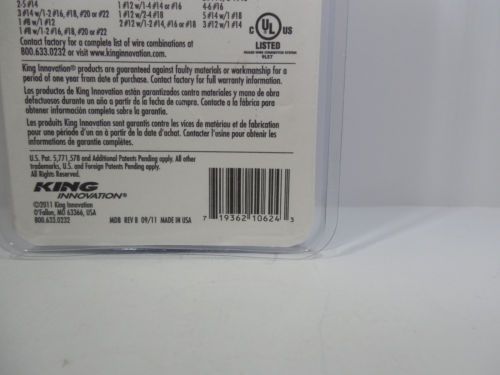 2-5 #14
3 #14 w/1-2 #16, #18, #20 or #22
1 #8 w/1 #12
1 #8 w/1-2 #16, #18, #20 or #22
1 #12 w/1-4 #14 or #16
1 #12 w/2-4 #18
2 #12 w/1-2 #14, #16 or #18
4-6 #16
5 #14 w/1 #18
3 #12 w/1 #14
C UL US
LISTED
9LE7
Contact factory for a complete list of wire combinations at
800.633.0232 or visit www.kinginnovation.com.
King Innovation® products are guaranteed against faulty materials or workmanship for a
period of one year from date of purchase. Contact factory for full warranty information.
Los productos de King Innovation están garantizados contra materiales y mano de obra
defectuosos durante un año a partir de la fecha de compra. Contacte a la fábrica para
obtener información completa sobre la garantía.
Les produits King Innovation sont garantis contre les vices de matériau et de fabrication
pour une période d'un an à partir de la date d'achat. Contacter l'usine pour obtenir les
informations de garantie complètes.
U.S. Pat. 5,771,578 and Additional Patents Pending apply. All other
trademarks, U.S. and Foreign Patents Pending apply.
All Rights Reserved.
KING
INNOVATION®
©2011 King Innovation
O'Fallon, MO 63366, USA
800.633.0232
MDB REV B 09/11 MADE IN USA
7 19362 10624 3